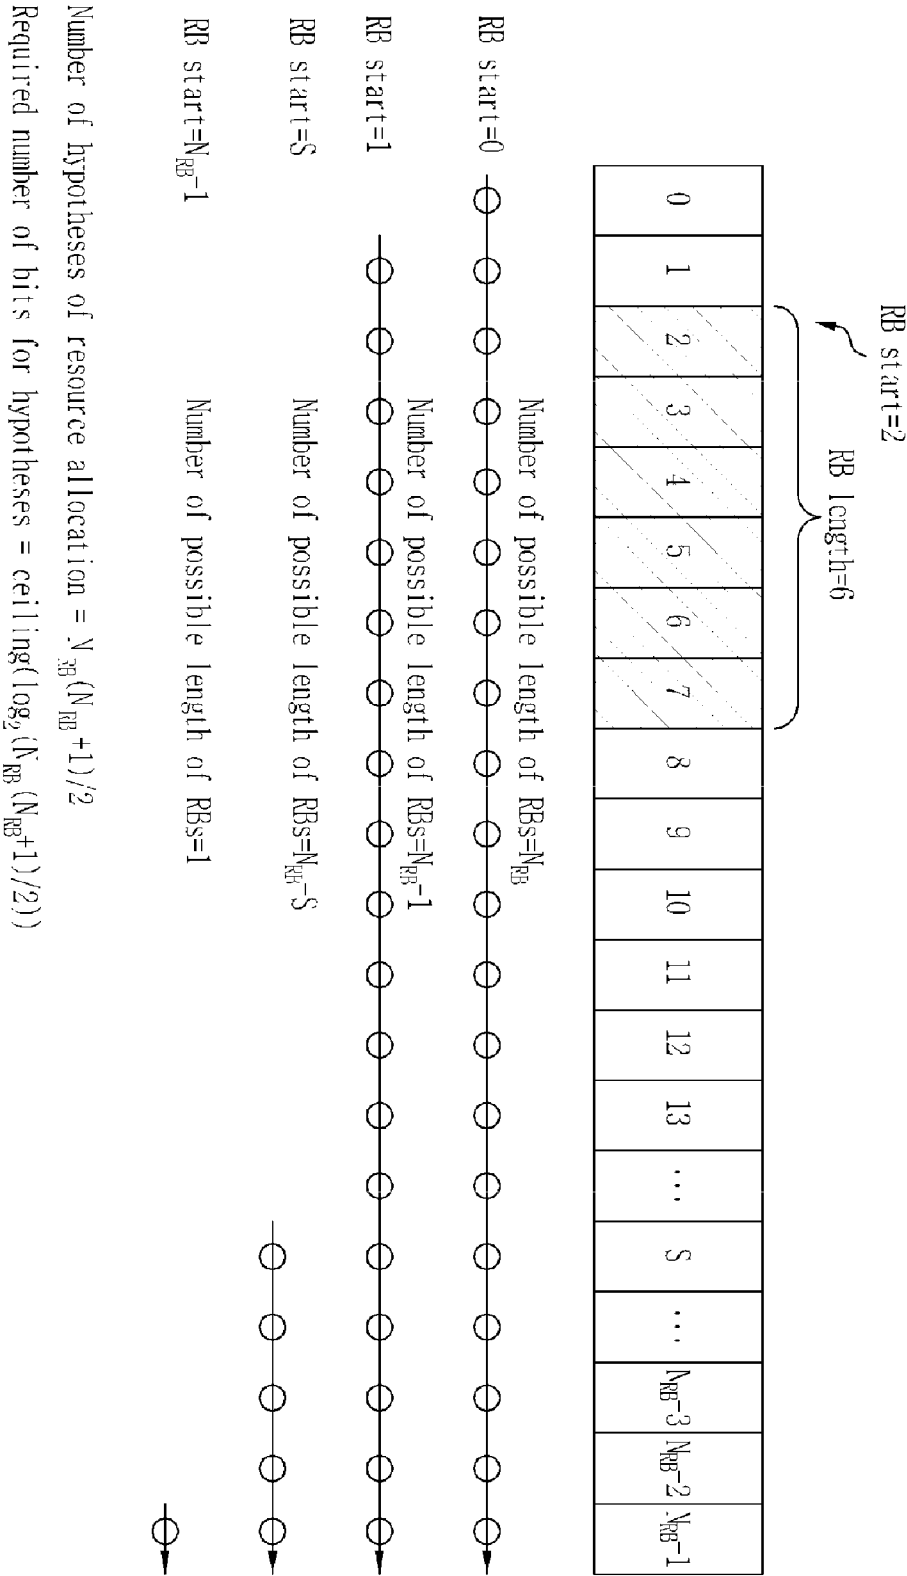 RB start=2
RB length=6
0 1 2 3 4 5 6 7 8 9 10 11 12 13 ... S ... N_RB-3 N_RB-2 N_RB-1
Number of possible length of RBs=N_RB
RB start=0
Number of possible length of RBs=N_RB-1
RB start=1
Number of possible length of RBs=N_RB-S
RB start=S
Number of possible length of RBs=1
RB start=N_RB-1
Number of hypotheses of resource allocation = N_RB(N_RB+1)/2
Required number of bits for hypotheses = ceiling(log_2(N_RB(N_RB+1)/2))